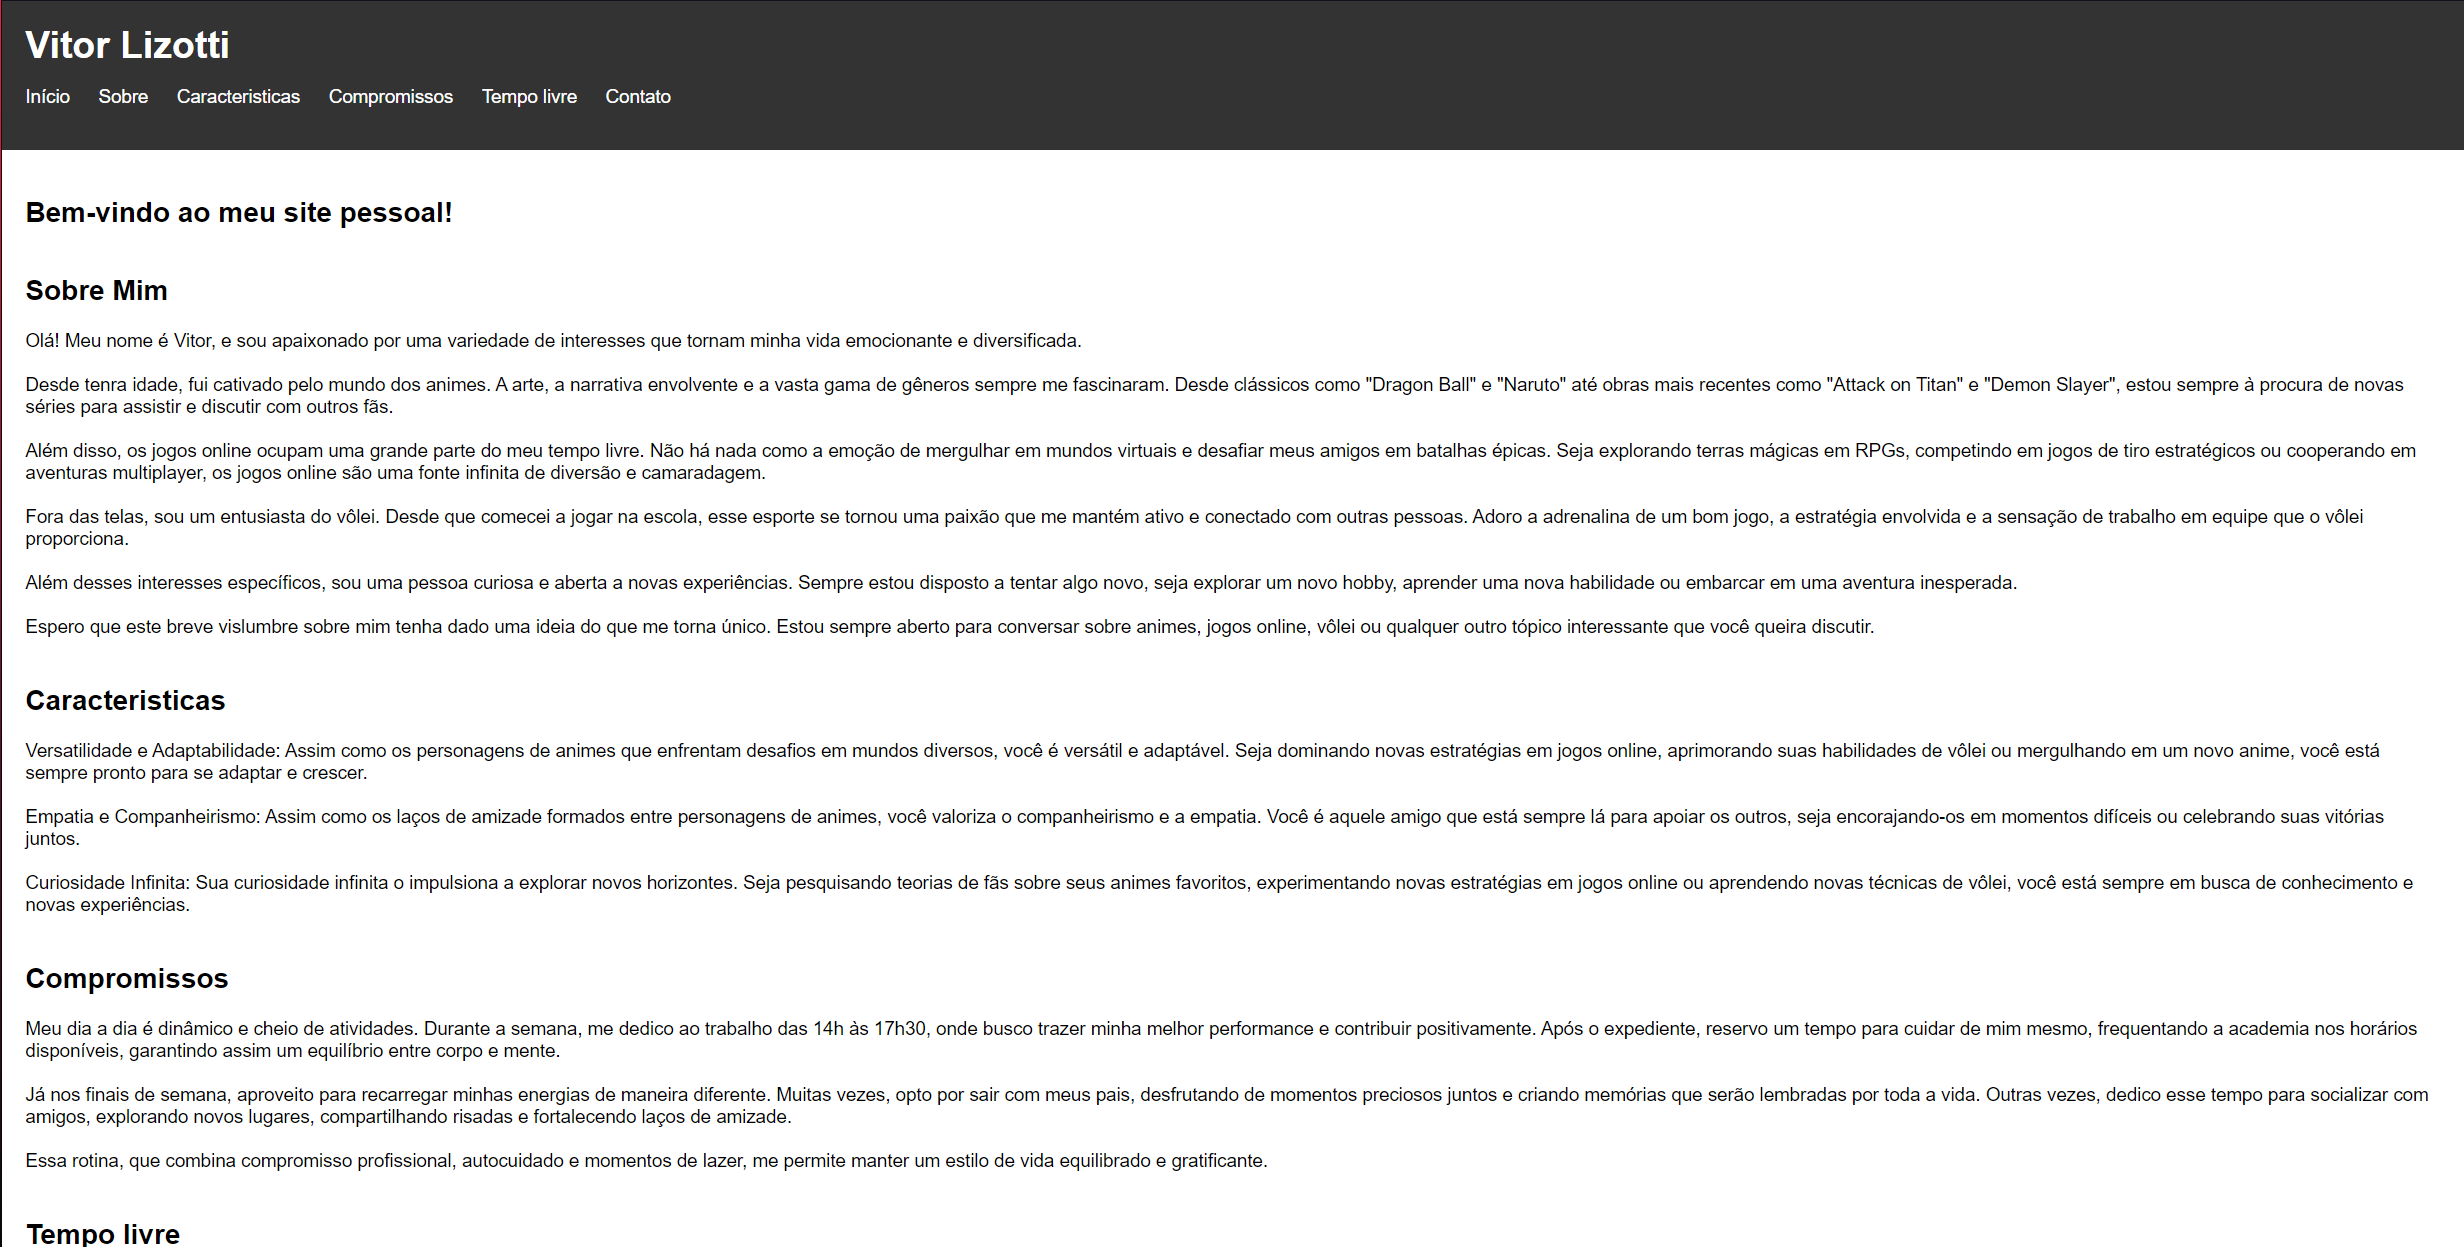 Vitor Lizotti
Início Sobre Caracteristicas Compromissos Tempo livre Contato
Bem-vindo ao meu site pessoal!
Sobre Mim
Olá! Meu nome é Vitor, e sou apaixonado por uma variedade de interesses que tornam minha vida emocionante e diversificada.
Desde tenra idade, fui cativado pelo mundo dos animes. A arte, a narrativa envolvente e a vasta gama de gêneros sempre me fascinaram. Desde clássicos como "Dragon Ball" e "Naruto" até obras mais recentes como "Attack on Titan" e "Demon Slayer", estou sempre à procura de novas
séries para assistir e discutir com outros fãs.
Além disso, os jogos online ocupam uma grande parte do meu tempo livre. Não há nada como a emoção de mergulhar em mundos virtuais e desafiar meus amigos em batalhas épicas. Seja explorando terras mágicas em RPGs, competindo em jogos de tiro estratégicos ou cooperando em
aventuras multiplayer, os jogos online são uma fonte infinita de diversão e camaradagem.
Fora das telas, sou um entusiasta do vôlei. Desde que comecei a jogar na escola, esse esporte se tornou uma paixão que me mantém ativo e conectado com outras pessoas. Adoro a adrenalina de um bom jogo, a estratégia envolvida e a sensação de trabalho em equipe que o vôlei
proporciona.
Além desses interesses específicos, sou uma pessoa curiosa e aberta a novas experiências. Sempre estou disposto a tentar algo novo, seja explorar um novo hobby, aprender uma nova habilidade ou embarcar em uma aventura inesperada.
Espero que este breve vislumbre sobre mim tenha dado uma ideia do que me torna único. Estou sempre aberto para conversar sobre animes, jogos online, vôlei ou qualquer outro tópico interessante que você queira discutir.
Caracteristicas
Versatilidade e Adaptabilidade: Assim como os personagens de animes que enfrentam desafios em mundos diversos, você é versátil e adaptável. Seja dominando novas estratégias em jogos online, aprimorando suas habilidades de vôlei ou mergulhando em um novo anime, você está
sempre pronto para se adaptar e crescer.
Empatia e Companheirismo: Assim como os laços de amizade formados entre personagens de animes, você valoriza o companheirismo e a empatia. Você é aquele amigo que está sempre lá para apoiar os outros, seja encorajando-os em momentos difíceis ou celebrando suas vitórias
juntos.
Curiosidade Infinita: Sua curiosidade infinita o impulsiona a explorar novos horizontes. Seja pesquisando teorias de fãs sobre seus animes favoritos, experimentando novas estratégias em jogos online ou aprendendo novas técnicas de vôlei, você está sempre em busca de conhecimento e
novas experiências.
Compromissos
Meu dia a dia é dinâmico e cheio de atividades. Durante a semana, me dedico ao trabalho das 14h às 17h30, onde busco trazer minha melhor performance e contribuir positivamente. Após o expediente, reservo um tempo para cuidar de mim mesmo, frequentando a academia nos horários
disponíveis, garantindo assim um equilíbrio entre corpo e mente.
Já nos finais de semana, aproveito para recarregar minhas energias de maneira diferente. Muitas vezes, opto por sair com meus pais, desfrutando de momentos preciosos juntos e criando memórias que serão lembradas por toda a vida. Outras vezes, dedico esse tempo para socializar com
amigos, explorando novos lugares, compartilhando risadas e fortalecendo laços de amizade.
Essa rotina, que combina compromisso profissional, autocuidado e momentos de lazer, me permite manter um estilo de vida equilibrado e gratificante.
Tempo livre